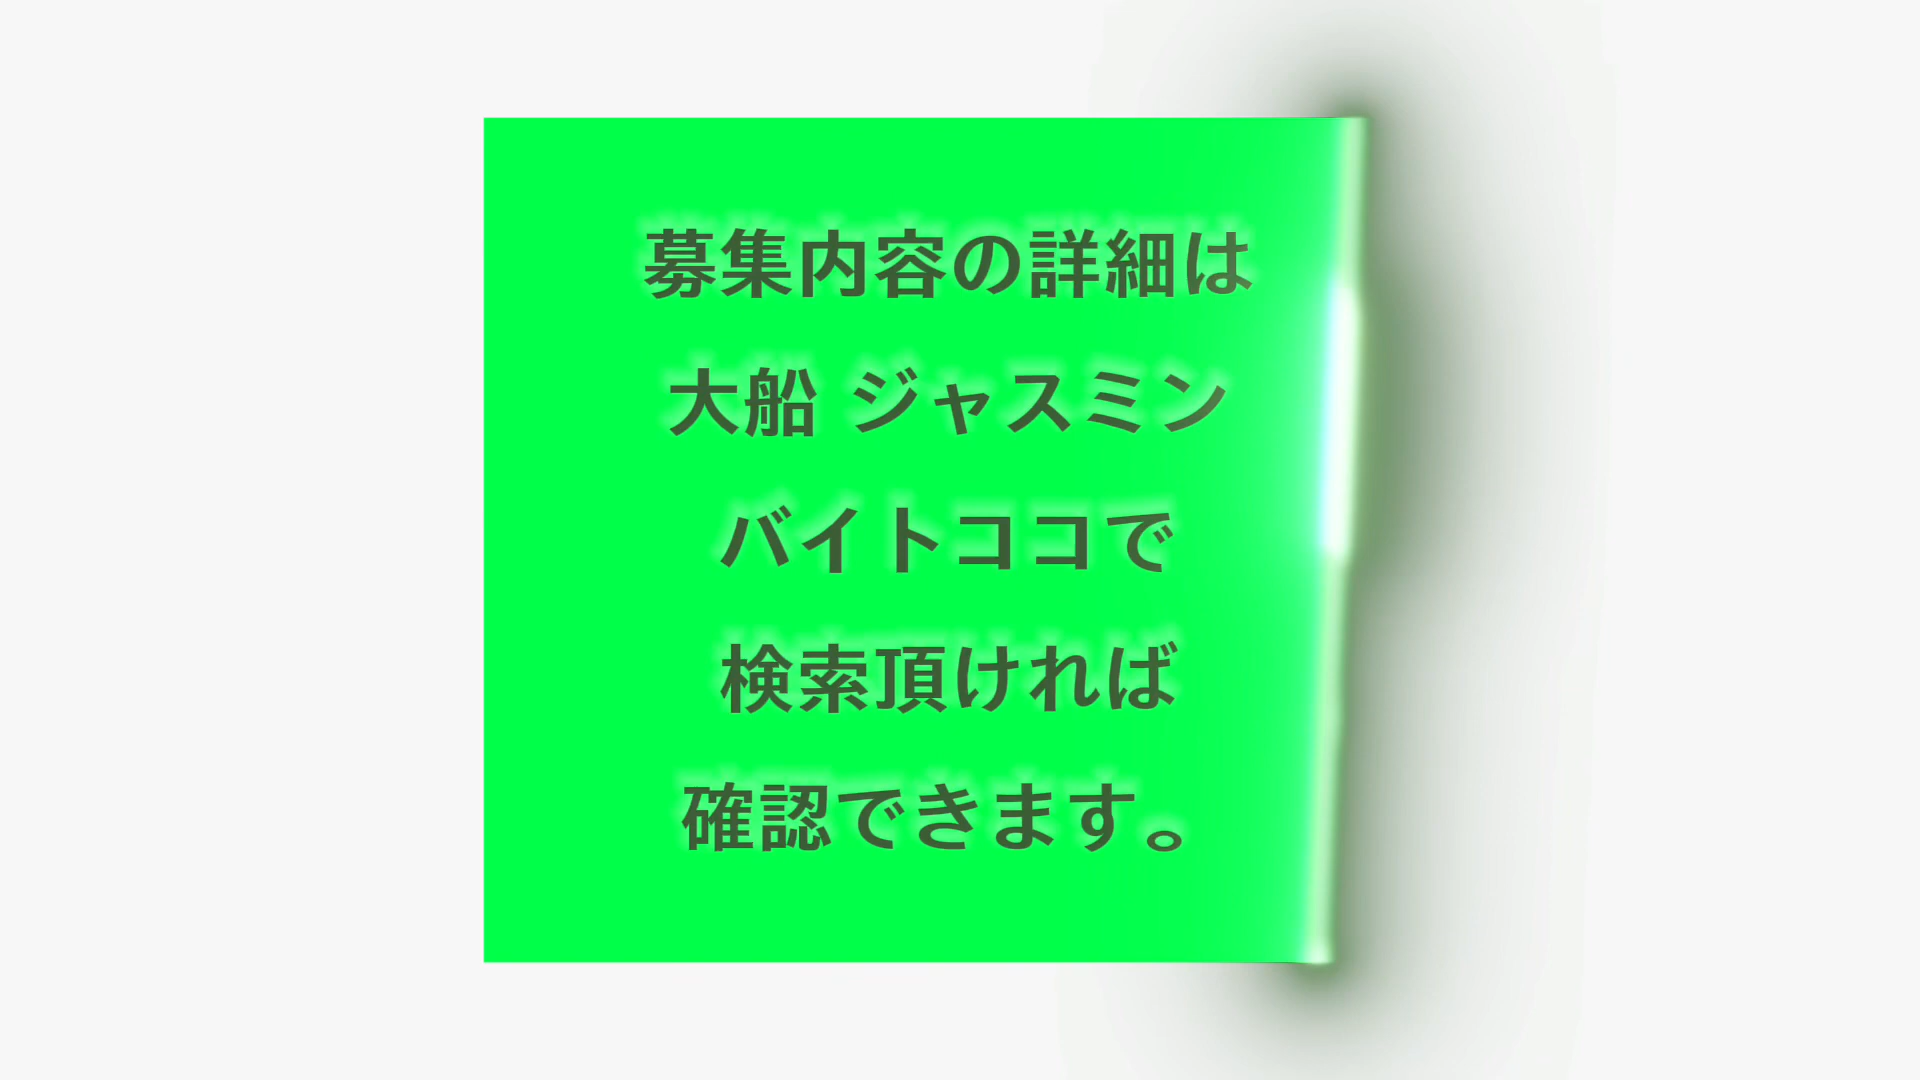 募集内容の詳細は
大船 ジャスミン
バイトココで
検索頂ければ
確認できます。